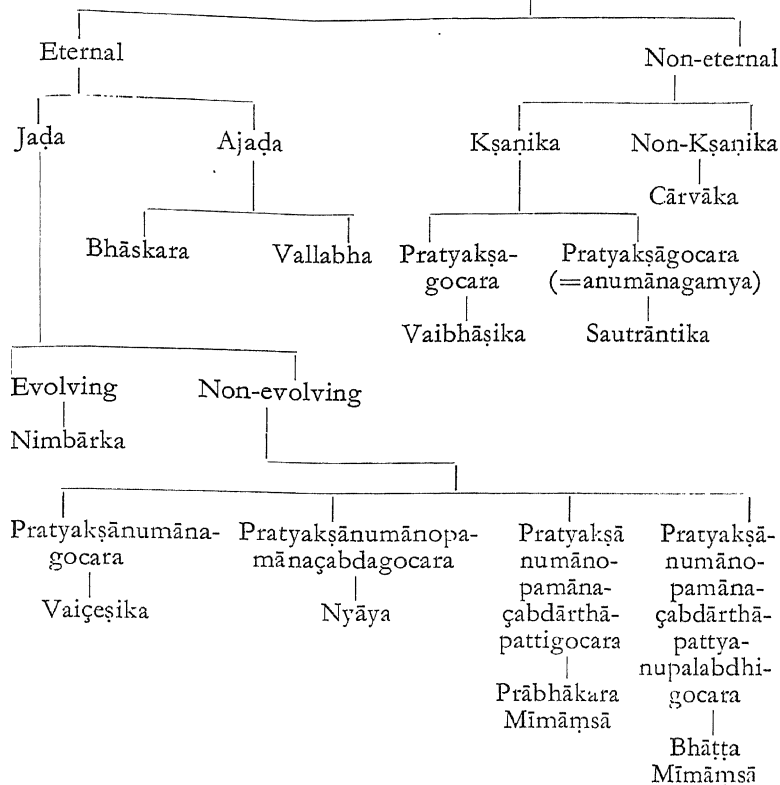 Eternal
Non-eternal
Jaḍa
Ajaḍa
Kṣaṇika
Non-Kṣaṇika
Cārvāka
Bhāskara
Vallabha
Pratyakṣa-
gocara
Vaibhāṣika
Pratyakṣāgocara
(=anumānagamya)
Sautrāntika
Evolving
Nimbārka
Non-evolving
Pratyakṣānumāna-
gocara
Vaiçeṣika
Pratyakṣānumānopa-
mānaçabdagocara
Nyāya
Pratyakṣā
numāno-
pamāna-
çabdārthā-
pattigocara
Prābhākara
Mīmāṃsā
Pratyakṣā-
numāno-
pamāna-
çabdārthā-
pattya-
nupalabdhi-
gocara
Bhāṭṭa
Mīmāṃsā